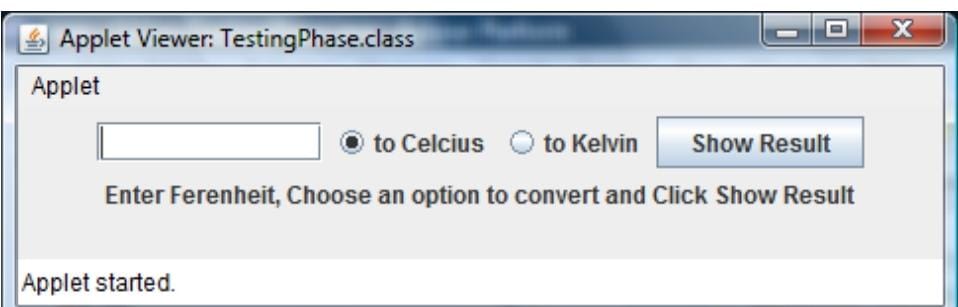 Applet Viewer: TestingPhase.class
Applet
to Celcius to Kelvin Show Result
Enter Ferenheit, Choose an option to convert and Click Show Result
Applet started.